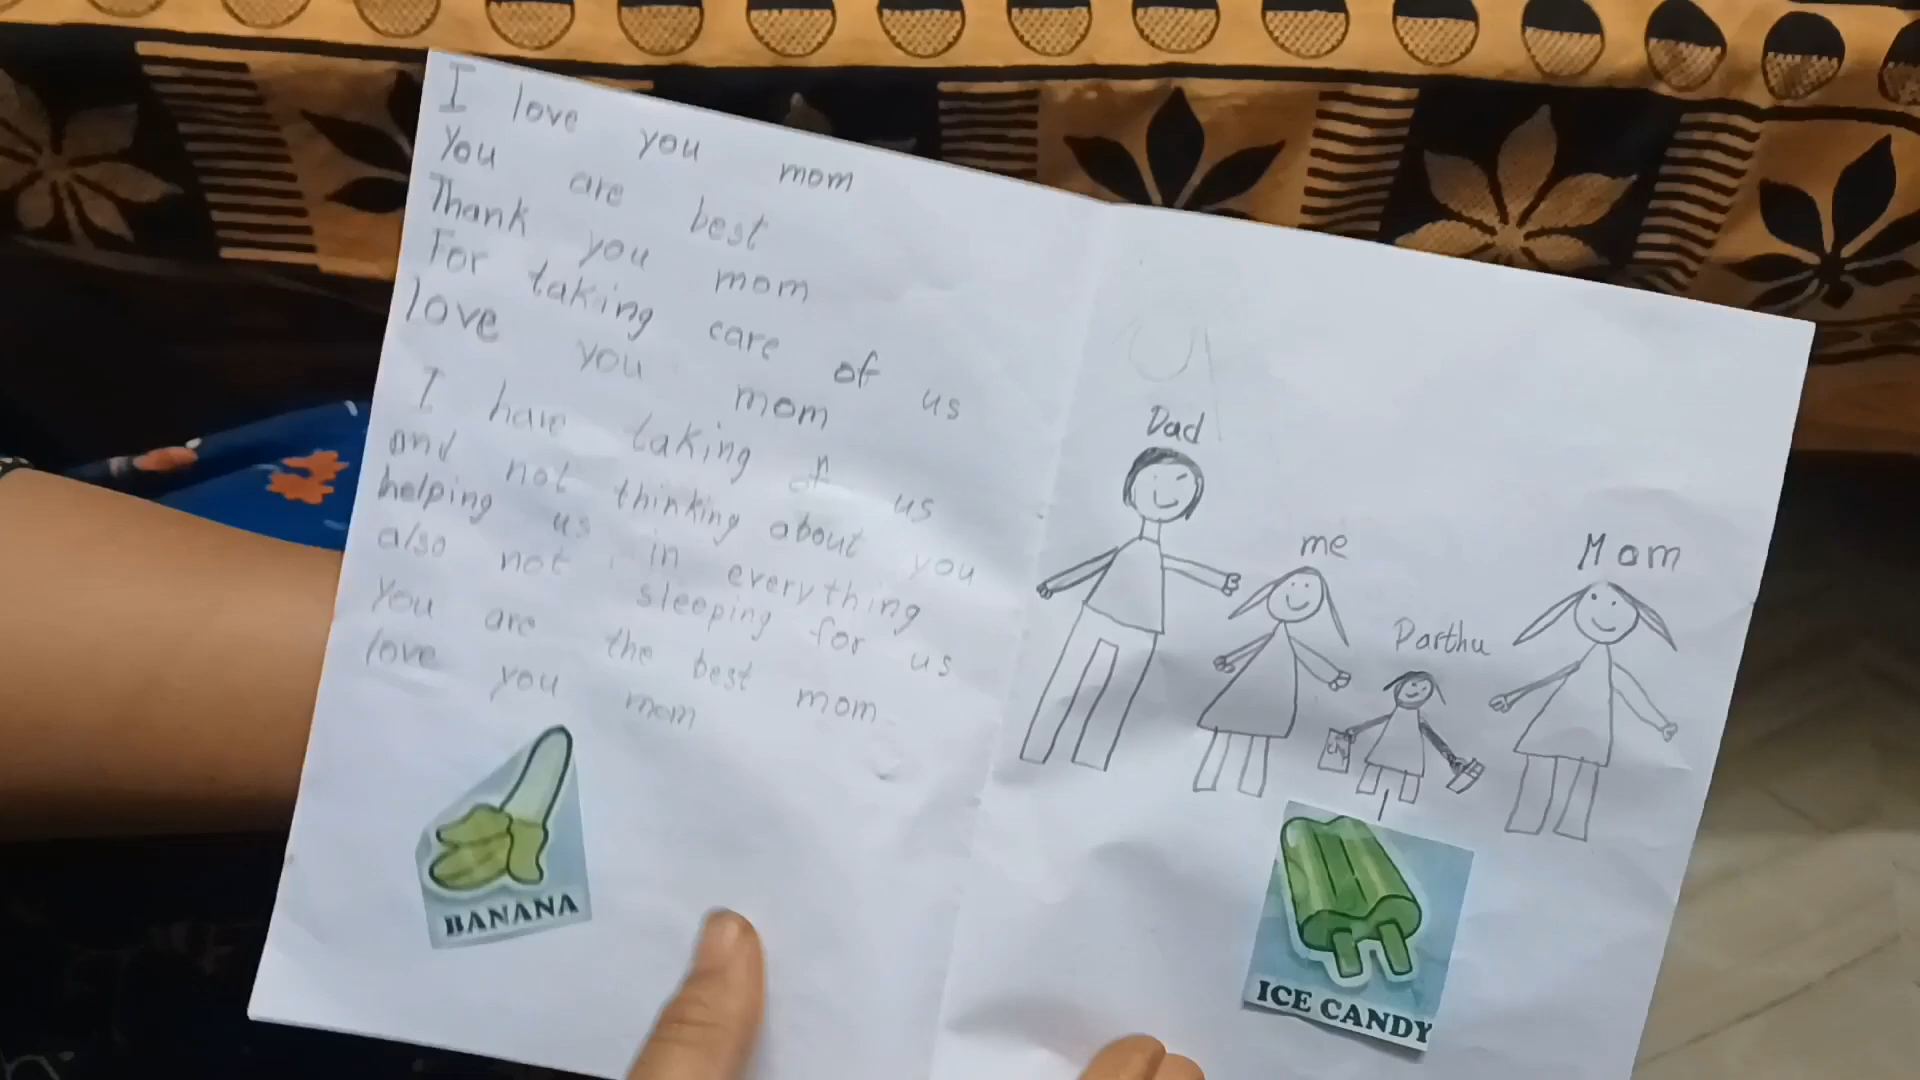 I love you mom
You are best
Thank you mom
For taking care of us
love you mom
I have taking of us
and not thinking about you
helping us in everything
also not sleeping for us
You are the best mom
love you mom
BANANA
Dad
me
Parthu
Mom
ICE CANDY